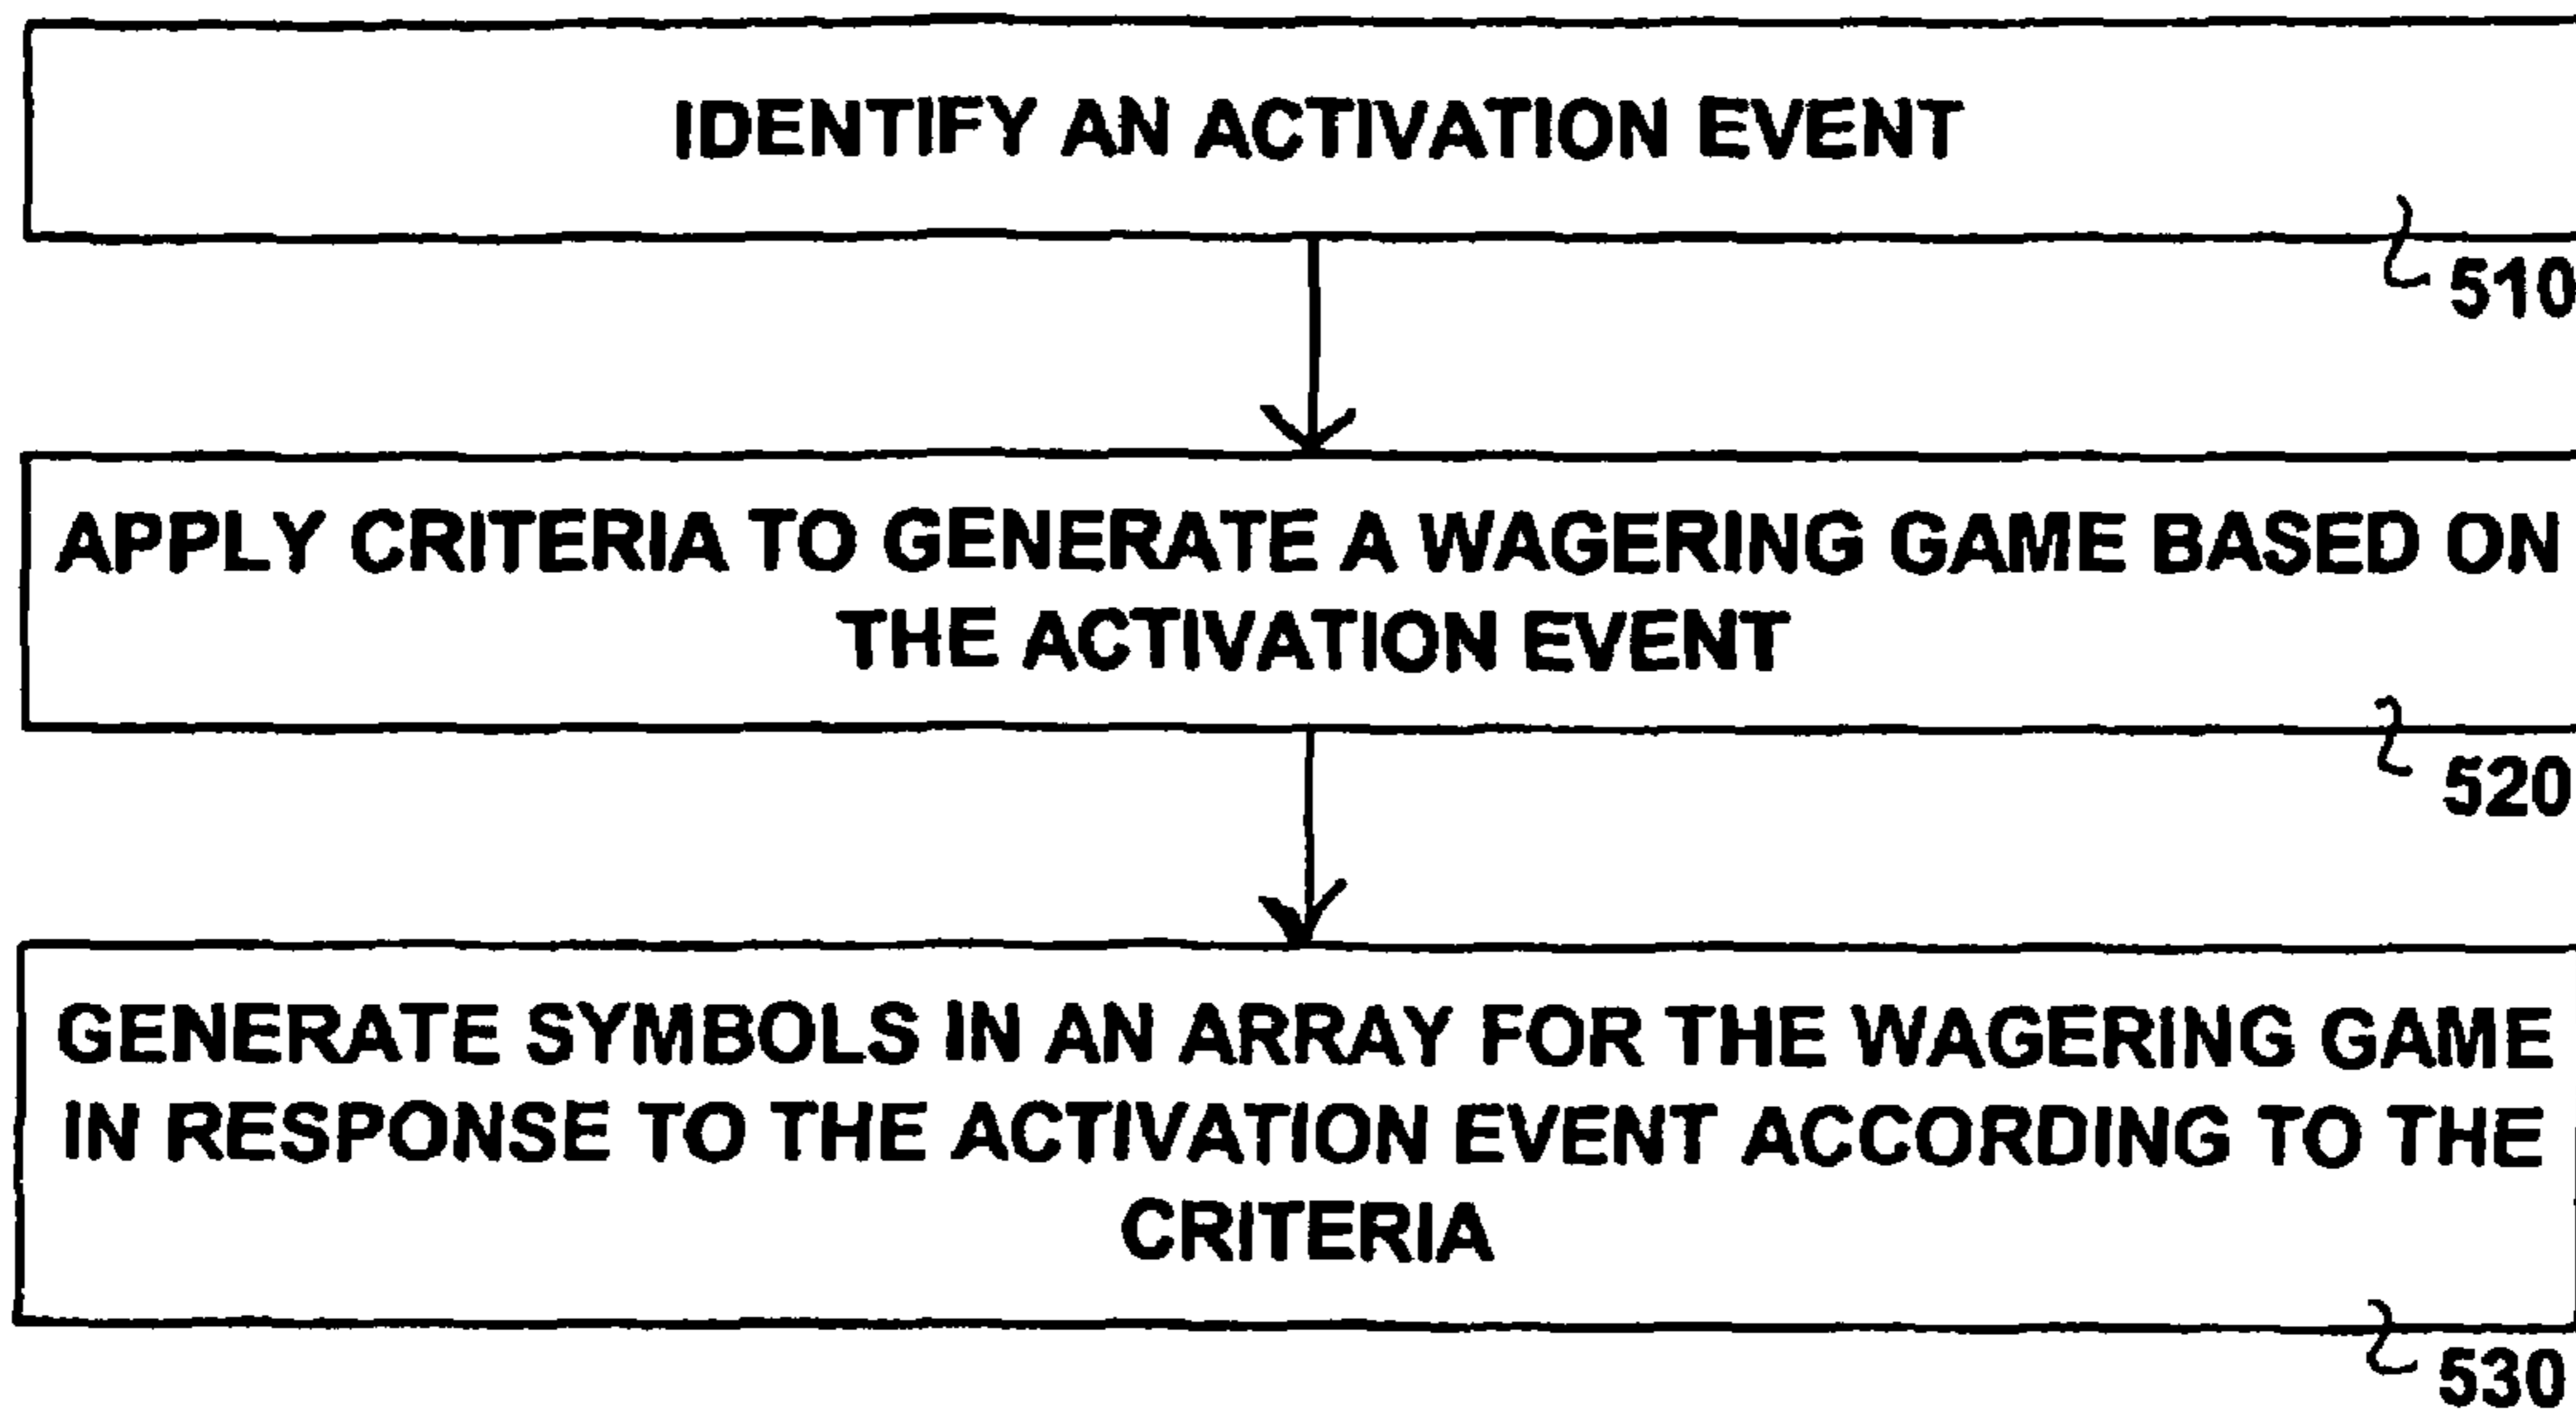 IDENTIFY AN ACTIVATION EVENT
510
APPLY CRITERIA TO GENERATE A WAGERING GAME BASED ON
THE ACTIVATION EVENT
520
GENERATE SYMBOLS IN AN ARRAY FOR THE WAGERING GAME
IN RESPONSE TO THE ACTIVATION EVENT ACCORDING TO THE
CRITERIA
530